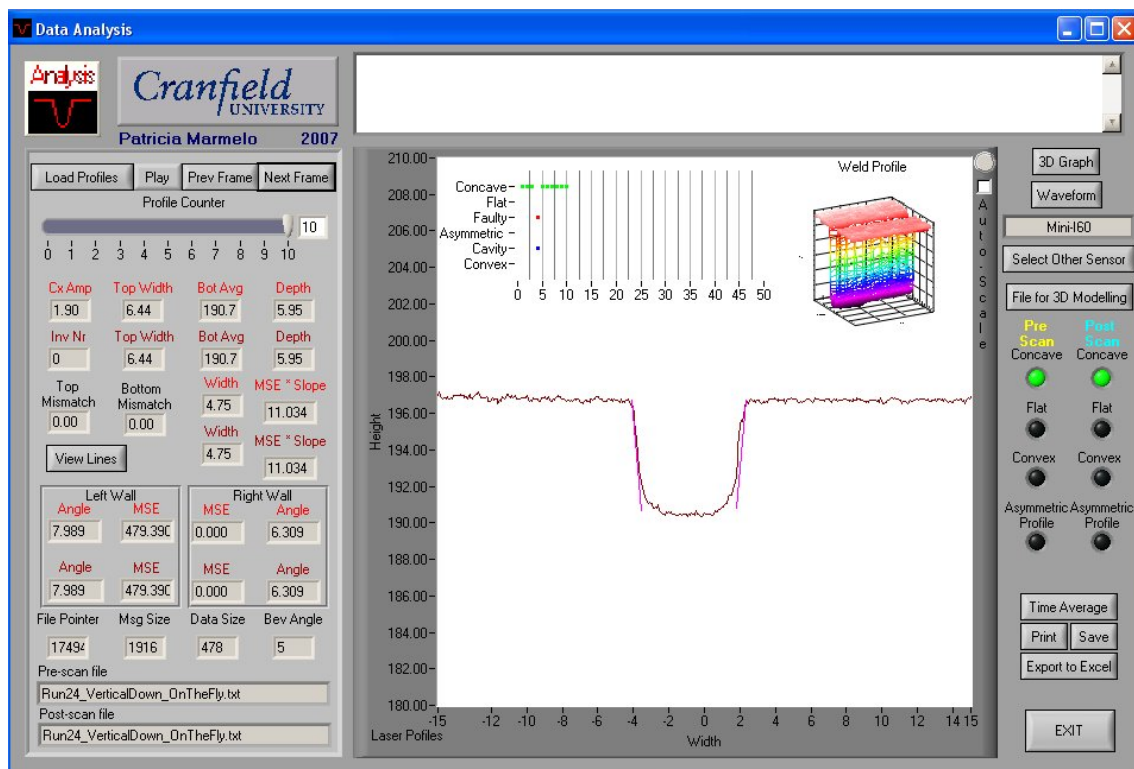 Data Analysis
Analysis
Cranfield
UNIVERSITY
Patricia Marmelo 2007
Load Profiles Play Prev Frame Next Frame
Profile Counter
10
0 1 2 3 4 5 6 7 8 9 10
Cx Amp Top Width Bot Avg Depth
1.90 6.44 190.7 5.95
Inv Nr Top Width Bot Avg Depth
0 6.44 190.7 5.95
Top Mismatch Bottom Mismatch Width MSE * Slope
0.00 0.00 4.75 11.034
Width MSE * Slope
4.75 11.034
View Lines
Left Wall Right Wall
Angle MSE MSE Angle
7.989 479.390 0.000 6.309
Angle MSE MSE Angle
7.989 479.390 0.000 6.309
File Pointer Msg Size Data Size Bev Angle
17494 1916 478 5
Pre-scan file
Run24_VerticalDown_OnTheFly.txt
Post-scan file
Run24_VerticalDown_OnTheFly.txt
210.00
208.00
206.00
204.00
202.00
200.00
198.00
196.00
194.00
192.00
190.00
188.00
186.00
184.00
182.00
180.00
Height
Concave
Flat
Faulty
Asymmetric
Cavity
Convex
0 5 10 15 20 25 30 35 40 45 50
Weld Profile
Auto-Scale
-15 -12 -10 -8 -6 -4 -2 0 2 4 6 8 10 12 14 15
Laser Pofiles
Width
3D Graph
Waveform
Mini-I60
Select Other Sensor
File for 3D Modelling
Pre Scan Post Scan
Concave Concave
Flat Flat
Convex Convex
Asymmetric Profile Asymmetric Profile
Time Average
Print Save
Export to Excel
EXIT